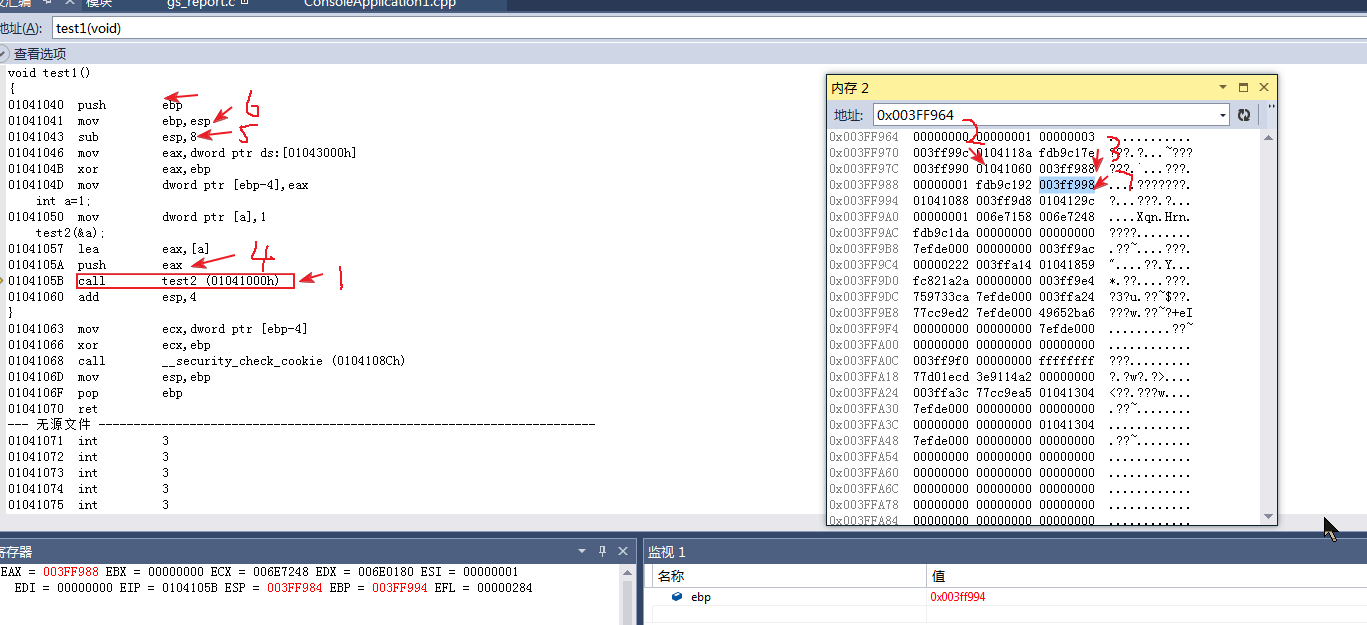 汇编 模块 gs_report.c ConsoleApplication1.cpp
地址(A): test1(void)
查看选项
void test1()
{
01041040 push ebp
01041041 mov ebp,esp 6
01041043 sub esp,8 5
01041046 mov eax,dword ptr ds:[01043000h]
0104104B xor eax,ebp
0104104D mov dword ptr [ebp-4],eax
int a=1;
01041050 mov dword ptr [a],1
test2(&a);
01041057 lea eax,[a]
0104105A push eax 4
0104105B call test2 (01041000h) 1
01041060 add esp,4
}
01041063 mov ecx,dword ptr [ebp-4]
01041066 xor ecx,ebp
01041068 call __security_check_cookie (0104108Ch)
0104106D mov esp,ebp
0104106F pop ebp
01041070 ret
--- 无源文件 -----------------------------------------------------------------------
01041071 int 3
01041072 int 3
01041073 int 3
01041074 int 3
01041075 int 3
内存 2
地址: 0x003FF964
2
0x003FF964 00000000 00000001 00000003 ............
3
0x003FF970 003ff99c 0104118a fdb9c17e ???.?...~???
0x003FF97C 003ff990 01041060 003ff988 ???.`...???.
7
0x003FF988 00000001 fdb9c192 003ff998 ....???????.
0x003FF994 01041088 003ff9d8 0104129c ?...???.?...
0x003FF9A0 00000001 006e7158 006e7248 ....Xqn.Hrn.
0x003FF9AC fdb9c1da 00000000 00000000 ????........
0x003FF9B8 7efde000 00000000 003ff9ac .??~....???.
0x003FF9C4 00000222 003ffa14 01041859 "....??.Y...
0x003FF9D0 fc821a2a 00000000 003ff9e4 *.??....???.
0x003FF9DC 759733ca 7efde000 003ffa24 ?3?u.??~$??.
0x003FF9E8 77cc9ed2 7efde000 49652ba6 ???w.??~?+eI
0x003FF9F4 00000000 00000000 7efde000 .........??~
0x003FFA00 00000000 00000000 00000000 ............
0x003FFA0C 003ff9f0 00000000 ffffffff ???.........
0x003FFA18 77d01ecd 3e9114a2 00000000 ?.?w?.?>....
0x003FFA24 003ffa3c 77cc9ea5 01041304 <??.???w....
0x003FFA30 7efde000 00000000 00000000 .??~........
0x003FFA3C 00000000 00000000 01041304 ............
0x003FFA48 7efde000 00000000 00000000 .??~........
0x003FFA54 00000000 00000000 00000000 ............
0x003FFA60 00000000 00000000 00000000 ............
0x003FFA6C 00000000 00000000 00000000 ............
0x003FFA78 00000000 00000000 00000000 ............
0x003FFA84 00000000 00000000 00000000 ............
寄存器
EAX = 003FF988 EBX = 00000000 ECX = 006E7248 EDX = 006E0180 ESI = 00000001
EDI = 00000000 EIP = 0104105B ESP = 003FF984 EBP = 003FF994 EFL = 00000284
监视 1
名称 值
ebp 0x003ff994